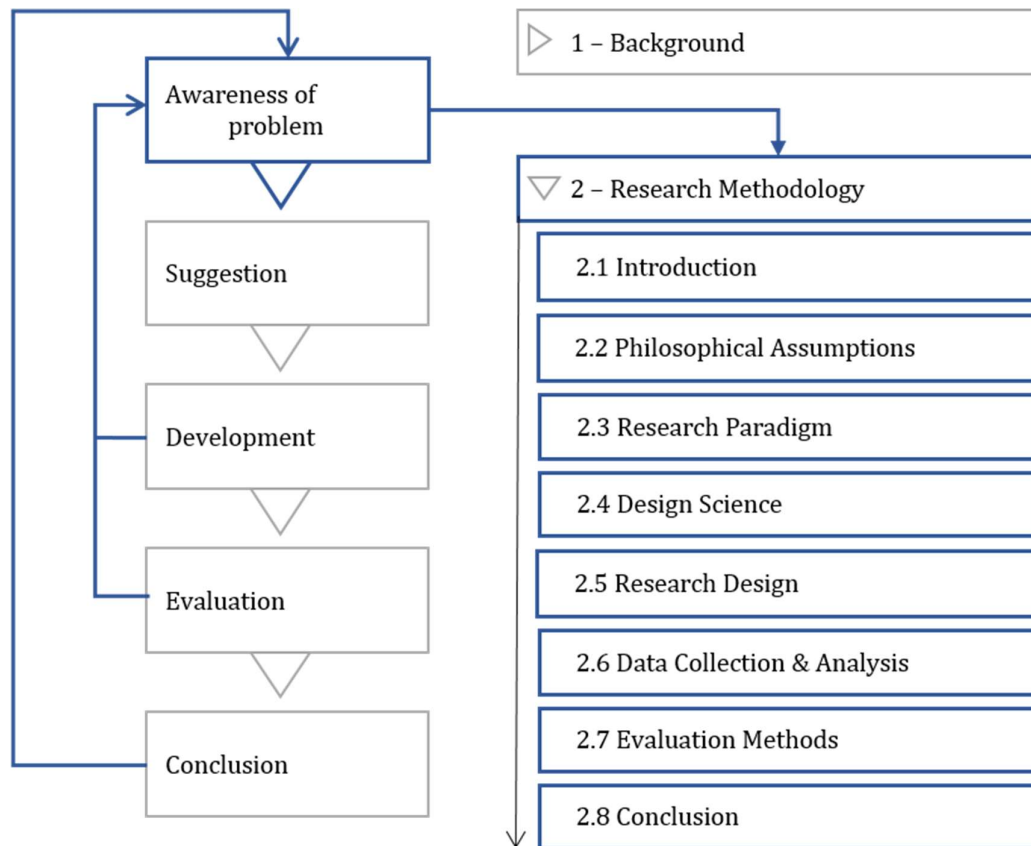 Awareness of
problem
Suggestion
Development
Evaluation
Conclusion
1 – Background
2 – Research Methodology
2.1 Introduction
2.2 Philosophical Assumptions
2.3 Research Paradigm
2.4 Design Science
2.5 Research Design
2.6 Data Collection & Analysis
2.7 Evaluation Methods
2.8 Conclusion